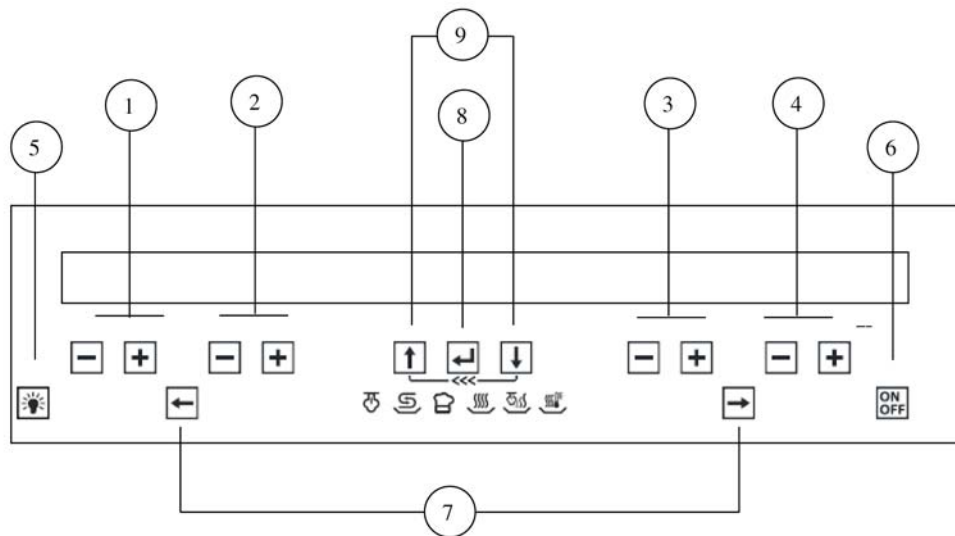 9
1 2 8 3 4
5 6
− + − + ↑ ↵ ↓ − + − +
<<<
← → ON
OFF
7